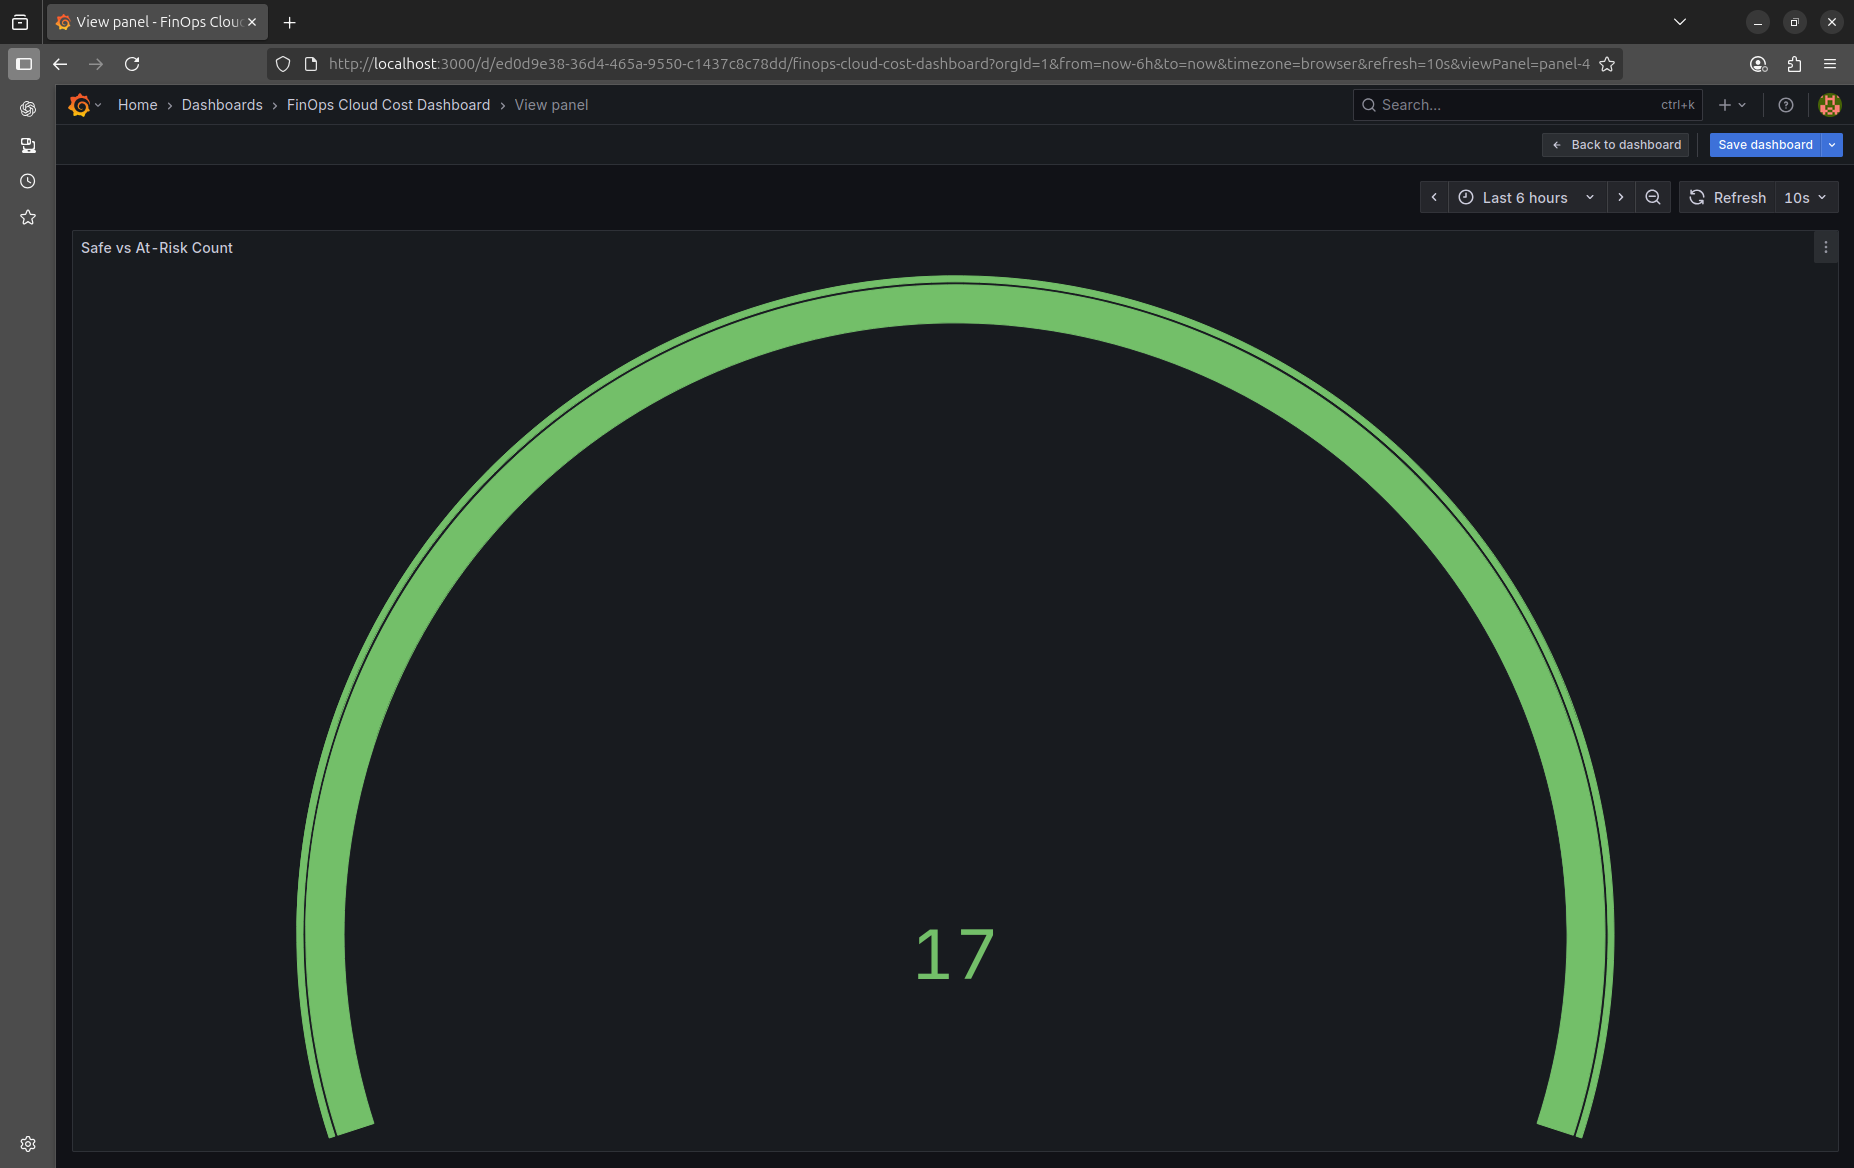 View panel - FinOps Clou
http://localhost:3000/d/ed0d9e38-36d4-465a-9550-c1437c8c78dd/finops-cloud-cost-dashboard?orgId=1&from=now-6h&to=now&timezone=browser&refresh=10s&viewPanel=panel-4
Home › Dashboards › FinOps Cloud Cost Dashboard › View panel
Search... ctrl+k
Back to dashboard
Save dashboard
Last 6 hours
Refresh
10s
Safe vs At-Risk Count
17